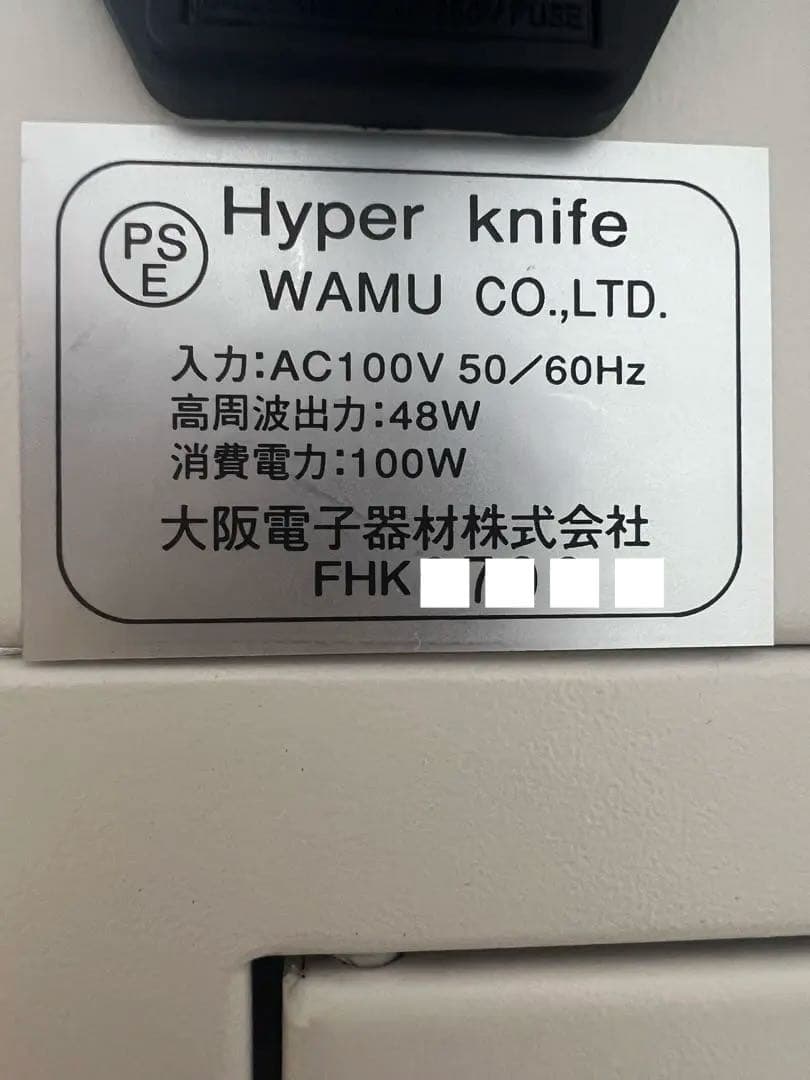 250V FUSE
PS
E
Hyper knife
WAMU CO.,LTD.
入力:AC100V 50/60Hz
高周波出力:48W
消費電力:100W
大阪電子器材株式会社
FHK